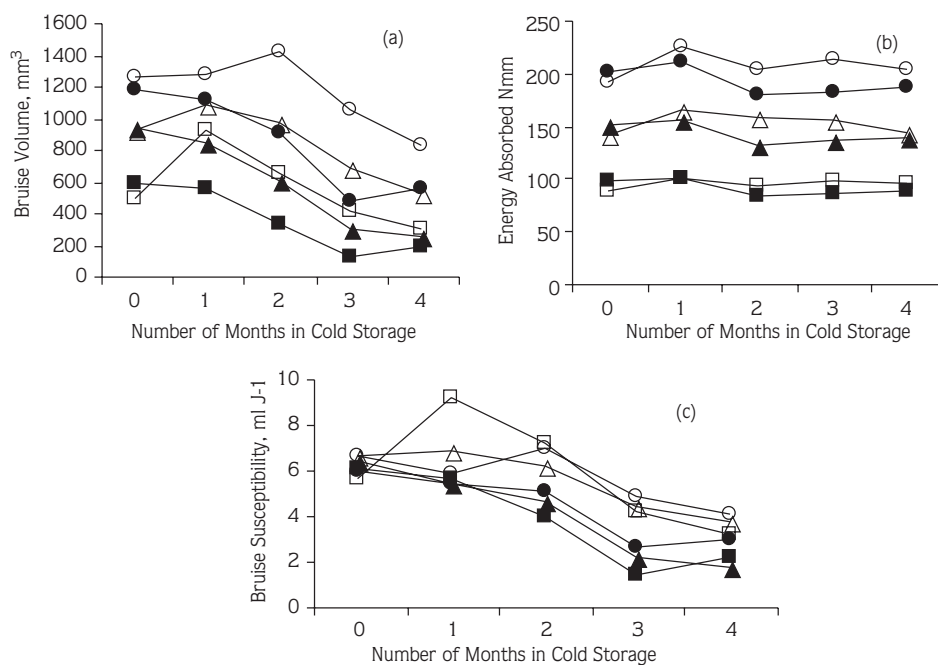 (a)
Bruise Volume, mm³
1600
1400
1200
1000
800
600
400
200
0
0 1 2 3 4
Number of Months in Cold Storage
(b)
Energy Absorbed Nmm
250
200
150
100
50
0
0 1 2 3 4
Number of Months in Cold Storage
(c)
Bruise Susceptibility, ml J-1
10
8
6
4
2
0
0 1 2 3 4
Number of Months in Cold Storage